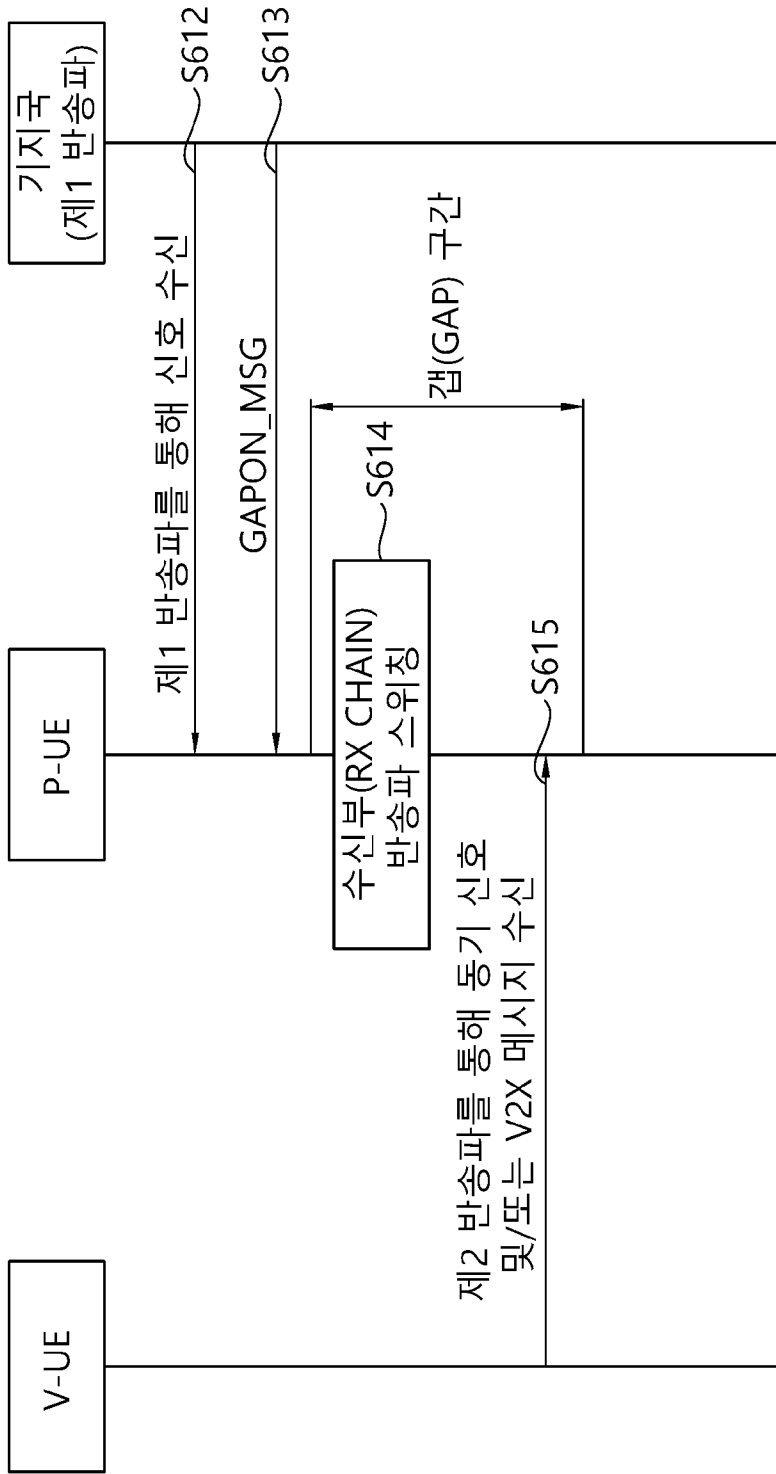 V-UE
P-UE
기지국
(제1 반송파)
제1 반송파를 통해 신호 수신
S612
GAPON_MSG
S613
수신부(RX CHAIN)
반송파 스위칭
S614
갭(GAP) 구간
제2 반송파를 통해 동기 신호
및/또는 V2X 메시지 수신
S615